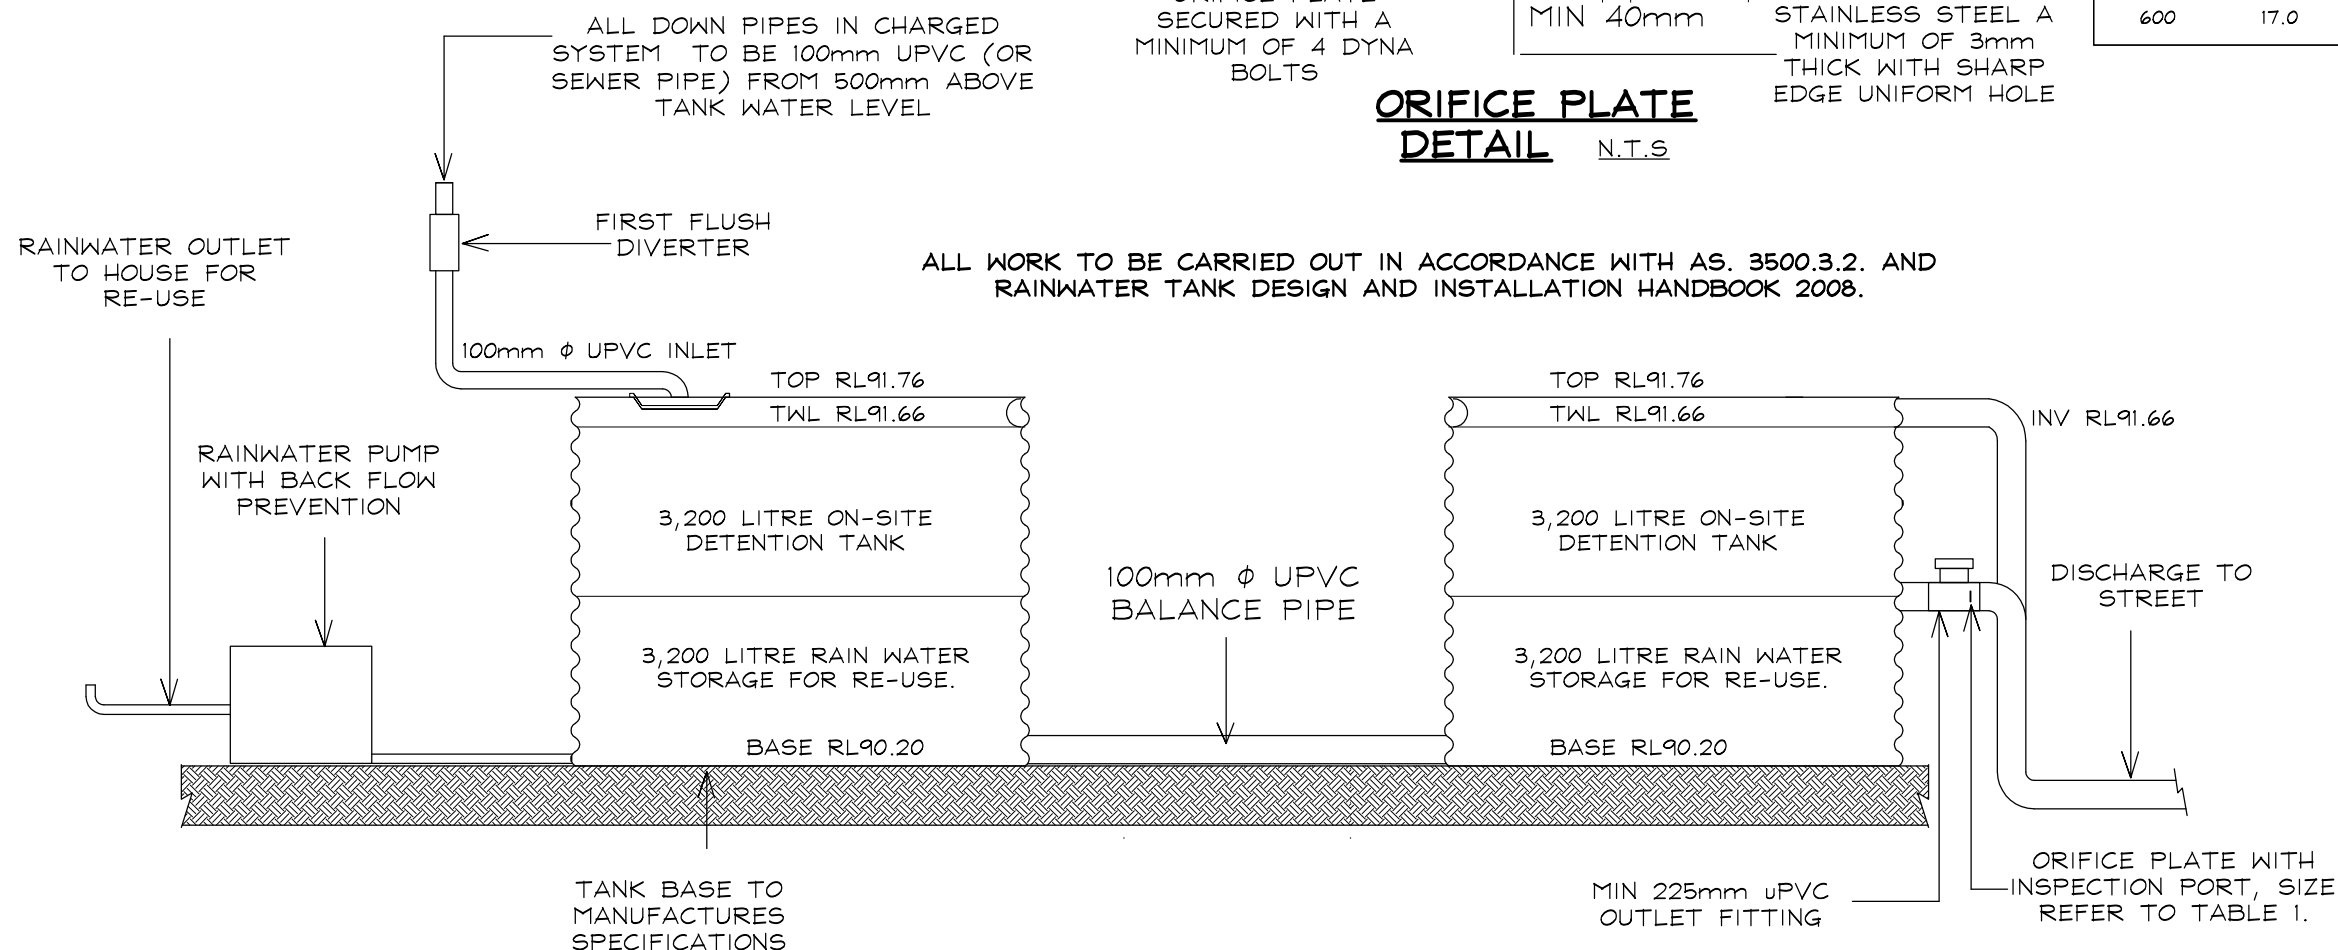 ALL DOWN PIPES IN CHARGED
SYSTEM TO BE 100mm UPVC (OR
SEWER PIPE) FROM 500mm ABOVE
TANK WATER LEVEL
SECURED WITH A
MINIMUM OF 4 DYNA
BOLTS
MIN 40mm
STAINLESS STEEL A
MINIMUM OF 3mm
THICK WITH SHARP
EDGE UNIFORM HOLE
600 17.0
ORIFICE PLATE
DETAIL N.T.S
FIRST FLUSH
DIVERTER
RAINWATER OUTLET
TO HOUSE FOR
RE-USE
ALL WORK TO BE CARRIED OUT IN ACCORDANCE WITH AS. 3500.3.2. AND
RAINWATER TANK DESIGN AND INSTALLATION HANDBOOK 2008.
100mm ϕ UPVC INLET
TOP RL91.76
TWL RL91.66
TOP RL91.76
TWL RL91.66
INV RL91.66
RAINWATER PUMP
WITH BACK FLOW
PREVENTION
3,200 LITRE ON-SITE
DETENTION TANK
3,200 LITRE ON-SITE
DETENTION TANK
100mm ϕ UPVC
BALANCE PIPE
DISCHARGE TO
STREET
3,200 LITRE RAIN WATER
STORAGE FOR RE-USE.
3,200 LITRE RAIN WATER
STORAGE FOR RE-USE.
BASE RL90.20
BASE RL90.20
TANK BASE TO
MANUFACTURES
SPECIFICATIONS
MIN 225mm uPVC
OUTLET FITTING
ORIFICE PLATE WITH
INSPECTION PORT, SIZE
REFER TO TABLE 1.